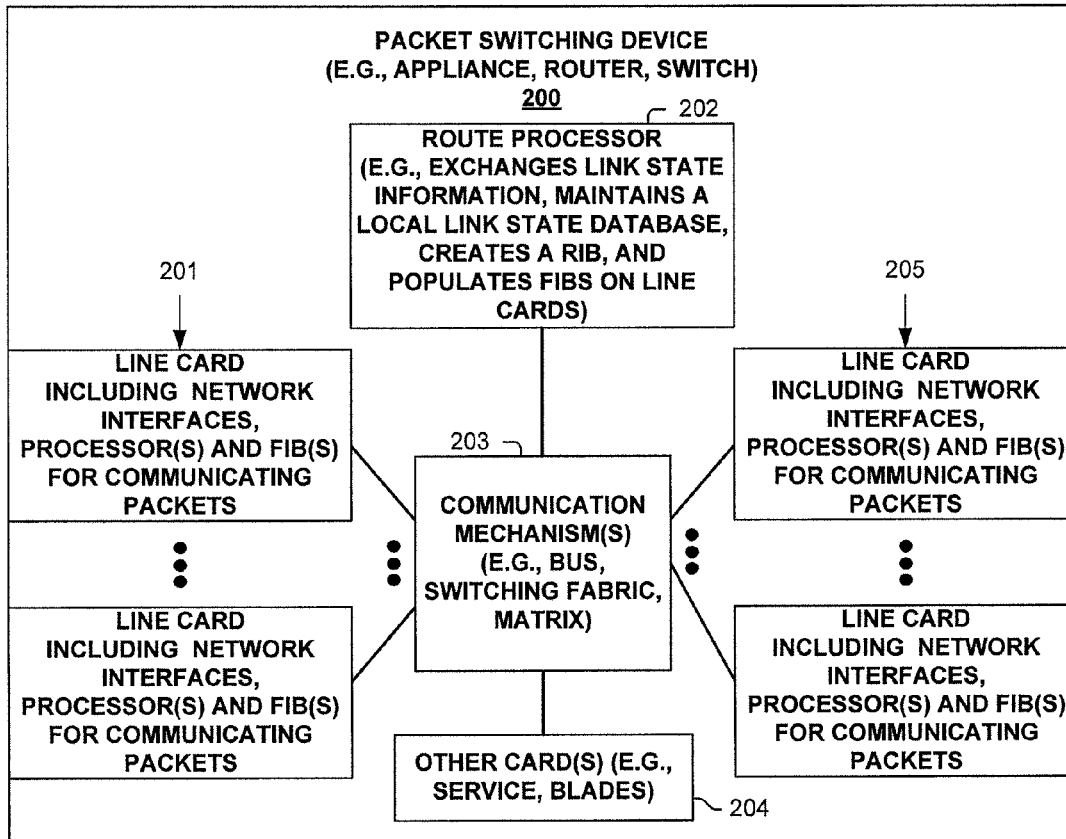 PACKET SWITCHING DEVICE
(E.G., APPLIANCE, ROUTER, SWITCH)
200
202
ROUTE PROCESSOR
(E.G., EXCHANGES LINK STATE
INFORMATION, MAINTAINS A
LOCAL LINK STATE DATABASE,
CREATES A RIB, AND
POPULATES FIBS ON LINE
CARDS)
201
LINE CARD
INCLUDING NETWORK
INTERFACES,
PROCESSOR(S) AND FIB(S)
FOR COMMUNICATING
PACKETS
205
LINE CARD
INCLUDING NETWORK
INTERFACES,
PROCESSOR(S) AND FIB(S)
FOR COMMUNICATING
PACKETS
203
COMMUNICATION
MECHANISM(S)
(E.G., BUS,
SWITCHING FABRIC,
MATRIX)
LINE CARD
INCLUDING NETWORK
INTERFACES,
PROCESSOR(S) AND FIB(S)
FOR COMMUNICATING
PACKETS
LINE CARD
INCLUDING NETWORK
INTERFACES,
PROCESSOR(S) AND FIB(S)
FOR COMMUNICATING
PACKETS
OTHER CARD(S) (E.G.,
SERVICE, BLADES)
204